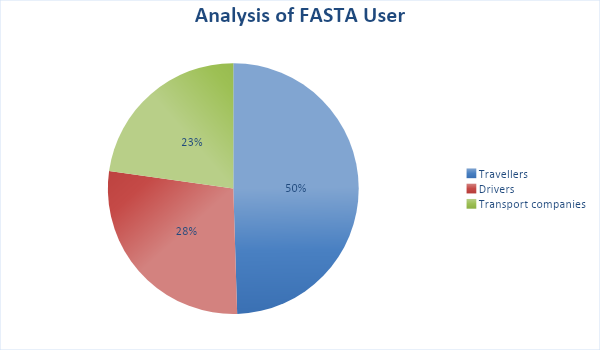 Analysis of FASTA User
23%
50%
28%
Travellers
Drivers
Transport companies